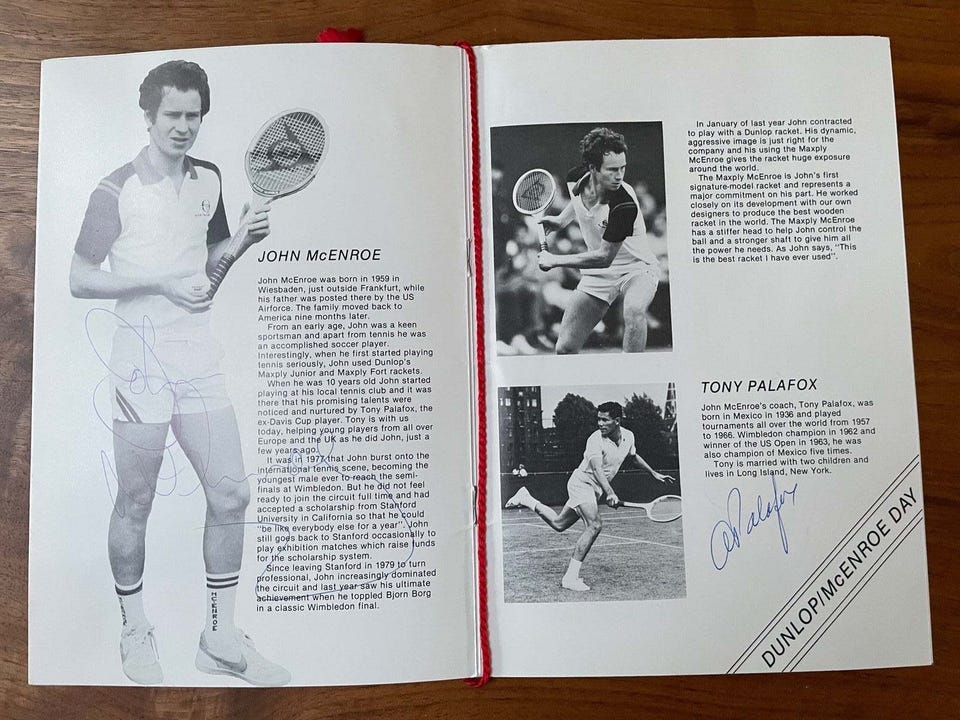 JOHN McENROE
John McEnroe was born in 1959 in
Wiesbaden, just outside Frankfurt, while
his father was posted there by the US
Airforce. The family moved back to
America nine months later.
From an early age, John was a keen
sportsman and apart from tennis he was
an accomplished soccer player.
Interestingly, when he first started playing
tennis seriously, John used Dunlop's
Maxply Junior and Maxply Fort rackets.
When he was 10 years old John started
playing at his local tennis club and it was
there that his promising talents were
noticed and nurtured by Tony Palafox, the
ex-Davis Cup player. Tony is with us
today, helping young players from all over
Europe and the UK as he did John, just a
few years ago.
It was in 1977 that John burst onto the
international tennis scene, becoming the
youngest male ever to reach the semi-
finals at Wimbledon. But he did not feel
ready to join the circuit full time and had
accepted a scholarship from Stanford
University in California so that he could
"be like everybody else for a year". John
still goes back to Stanford occasionally to
play exhibition matches which raise funds
for the scholarship system.
Since leaving Stanford in 1979 to turn
professional, John increasingly dominated
the circuit and last year saw his ultimate
achievement when he toppled Bjorn Borg
in a classic Wimbledon final.
John
McENROE
In January of last year John contracted
to play with a Dunlop racket. His dynamic,
aggressive image is just right for the
company and his using the Maxply
McEnroe gives the racket huge exposure
around the world.
The Maxply McEnroe is John's first
signature-model racket and represents a
major commitment on his part. He worked
closely on its development with our own
designers to produce the best wooden
racket in the world. The Maxply McEnroe
has a stiffer head to help John control the
ball and a stronger shaft to give him all
the power he needs. As John says, "This
is the best racket I have ever used".
TONY PALAFOX
John McEnroe's coach, Tony Palafox, was
born in Mexico in 1936 and played
tournaments all over the world from 1957
to 1966. Wimbledon champion in 1962 and
winner of the US Open in 1963, he was
also champion of Mexico five times.
Tony is married with two children and
lives in Long Island, New York.
Palafox
DUNLOP/McENROE DAY